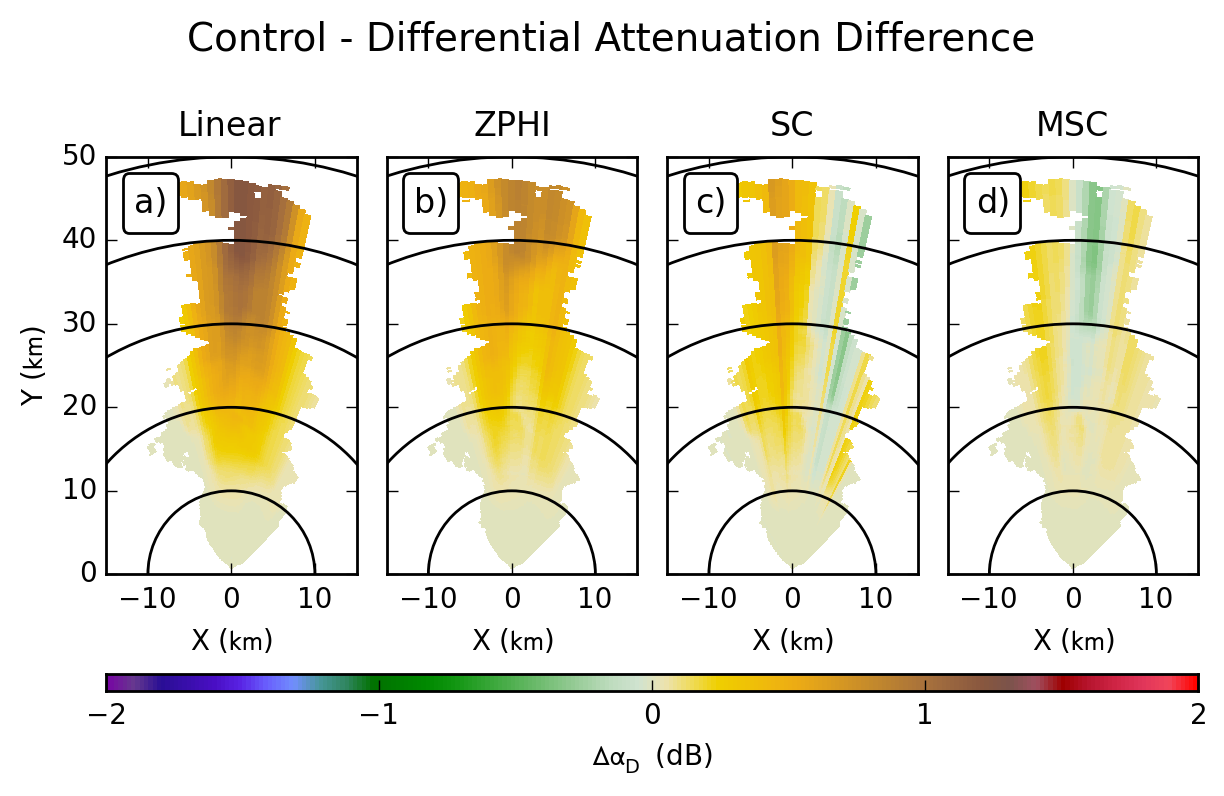 Control - Differential Attenuation Difference
Linear ZPHI SC MSC
a) b) c) d)
50
40
30
20
10
0
Y (km)
−10 0 10 −10 0 10 −10 0 10 −10 0 10
X (km) X (km) X (km) X (km)
−2 −1 0 1 2
Δα_D (dB)